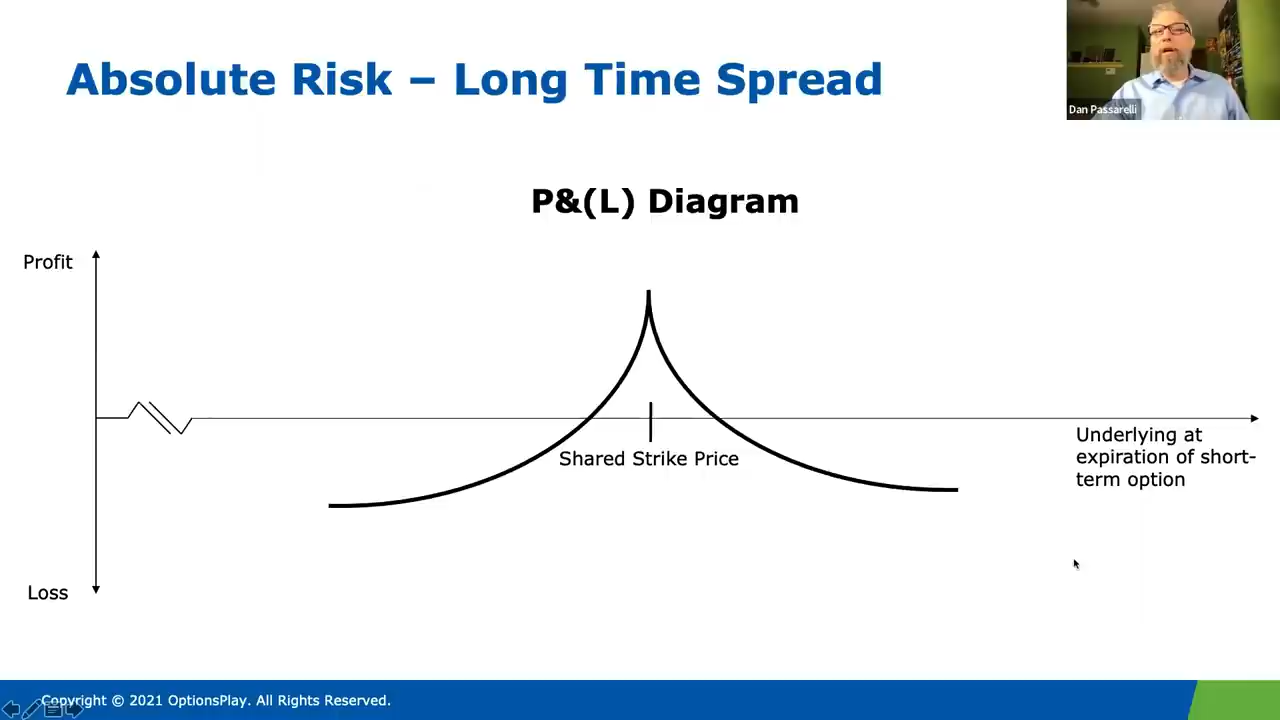 Absolute Risk – Long Time Spread
Dan Passarelli
P&(L) Diagram
Profit
Shared Strike Price
Underlying at
expiration of short-
term option
Loss
Copyright © 2021 OptionsPlay. All Rights Reserved.